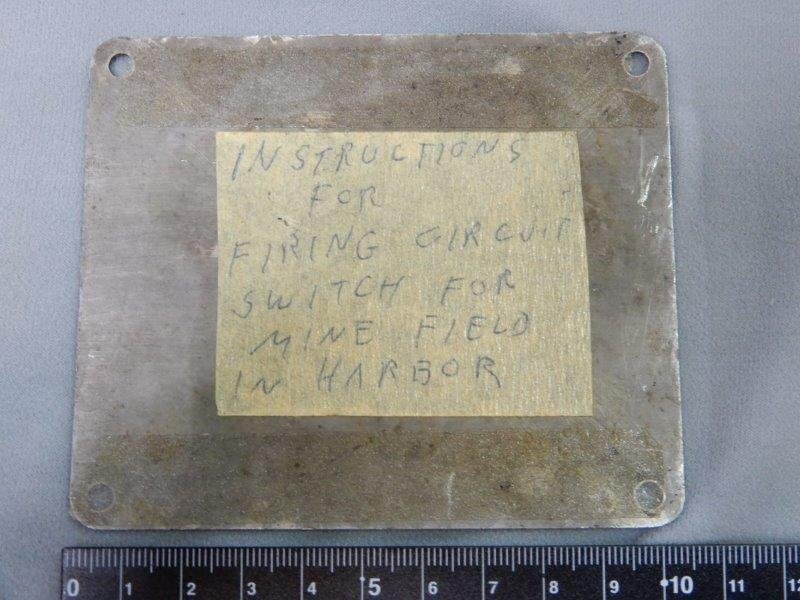 INSTRUCTIONS
FOR
FIRING CIRCUIT
SWITCH FOR
MINE FIELD
IN HARBOR
0 1 2 3 4 5 6 7 8 9 10 11 12